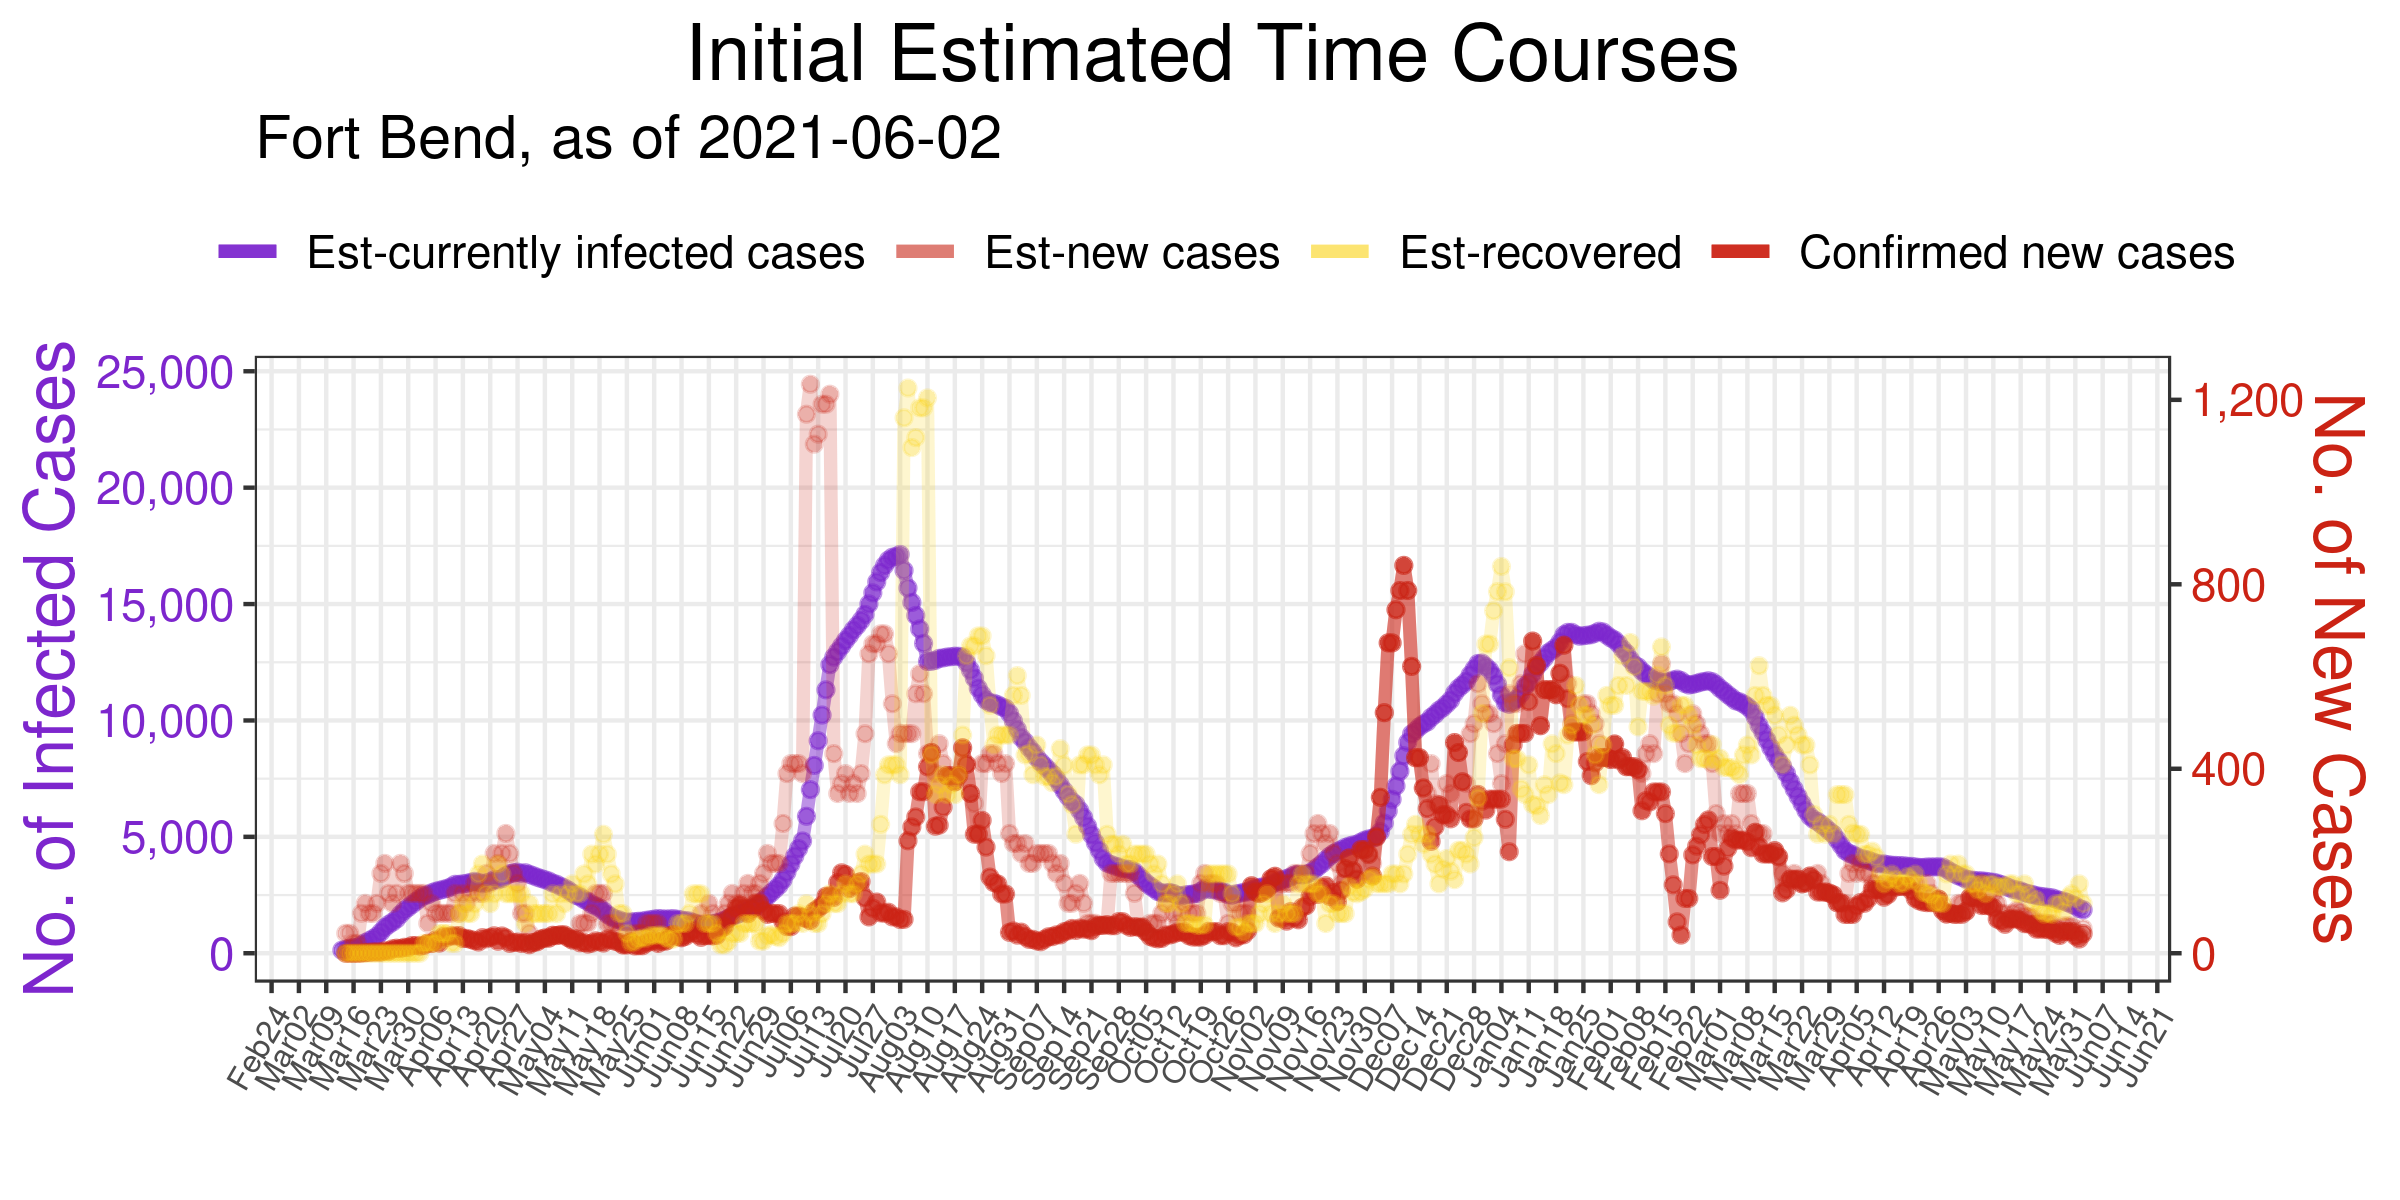 Initial Estimated Time Courses
Fort Bend, as of 2021-06-02
Est-currently infected cases
Est-new cases
Est-recovered
Confirmed new cases
No. of Infected Cases
25,000
20,000
15,000
10,000
5,000
0
1,200
800
400
0
No. of New Cases
Feb24
Mar02
Mar09
Mar16
Mar23
Mar30
Apr06
Apr13
Apr20
Apr27
May04
May11
May18
May25
Jun01
Jun08
Jun15
Jun22
Jun29
Jul06
Jul13
Jul20
Jul27
Aug03
Aug10
Aug17
Aug24
Aug31
Sep07
Sep14
Sep21
Sep28
Oct05
Oct12
Oct19
Oct26
Nov02
Nov09
Nov16
Nov23
Nov30
Dec07
Dec14
Dec21
Dec28
Jan04
Jan11
Jan18
Jan25
Feb01
Feb08
Feb15
Feb22
Mar01
Mar08
Mar15
Mar22
Mar29
Apr05
Apr12
Apr19
Apr26
May03
May10
May17
May24
May31
Jun07
Jun14
Jun21